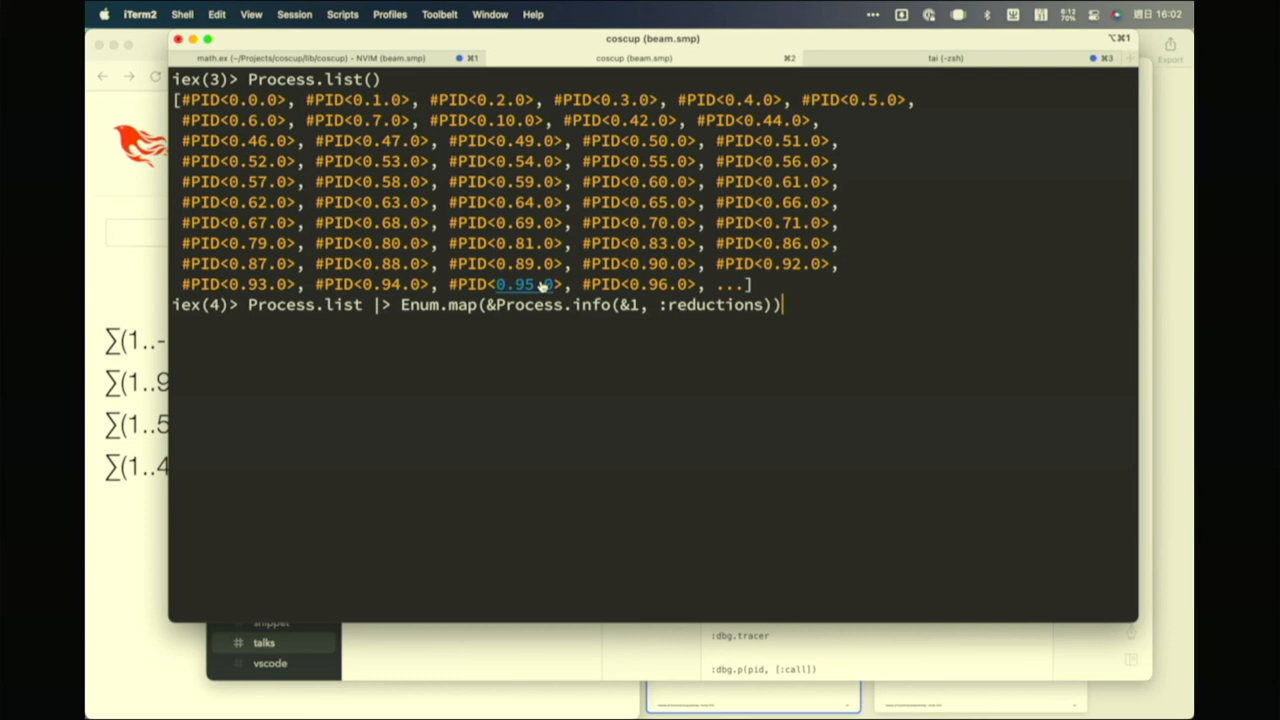 iTerm2 Shell Edit View Session Scripts Profiles Toolbelt Window Help
週日 16:02
coscup (beam.smp)
⌥⌘1
math.ex (~/Projects/coscup/lib/coscup) - NVIM (beam.smp) ⌘1
coscup (beam.smp) ⌘2
tai (-zsh) ⌘3
Export
iex(3)> Process.list()
[#PID<0.0.0>, #PID<0.1.0>, #PID<0.2.0>, #PID<0.3.0>, #PID<0.4.0>, #PID<0.5.0>,
#PID<0.6.0>, #PID<0.7.0>, #PID<0.10.0>, #PID<0.42.0>, #PID<0.44.0>,
#PID<0.46.0>, #PID<0.47.0>, #PID<0.49.0>, #PID<0.50.0>, #PID<0.51.0>,
#PID<0.52.0>, #PID<0.53.0>, #PID<0.54.0>, #PID<0.55.0>, #PID<0.56.0>,
#PID<0.57.0>, #PID<0.58.0>, #PID<0.59.0>, #PID<0.60.0>, #PID<0.61.0>,
#PID<0.62.0>, #PID<0.63.0>, #PID<0.64.0>, #PID<0.65.0>, #PID<0.66.0>,
#PID<0.67.0>, #PID<0.68.0>, #PID<0.69.0>, #PID<0.70.0>, #PID<0.71.0>,
#PID<0.79.0>, #PID<0.80.0>, #PID<0.81.0>, #PID<0.83.0>, #PID<0.86.0>,
#PID<0.87.0>, #PID<0.88.0>, #PID<0.89.0>, #PID<0.90.0>, #PID<0.92.0>,
#PID<0.93.0>, #PID<0.94.0>, #PID<0.95.0>, #PID<0.96.0>, ...]
iex(4)> Process.list |> Enum.map(&Process.info(&1, :reductions))
∑(1..-
∑(1..9
∑(1..5
∑(1..4
snippet
# talks
vscode
:dbg.tracer
:dbg.p(pid, [:call])